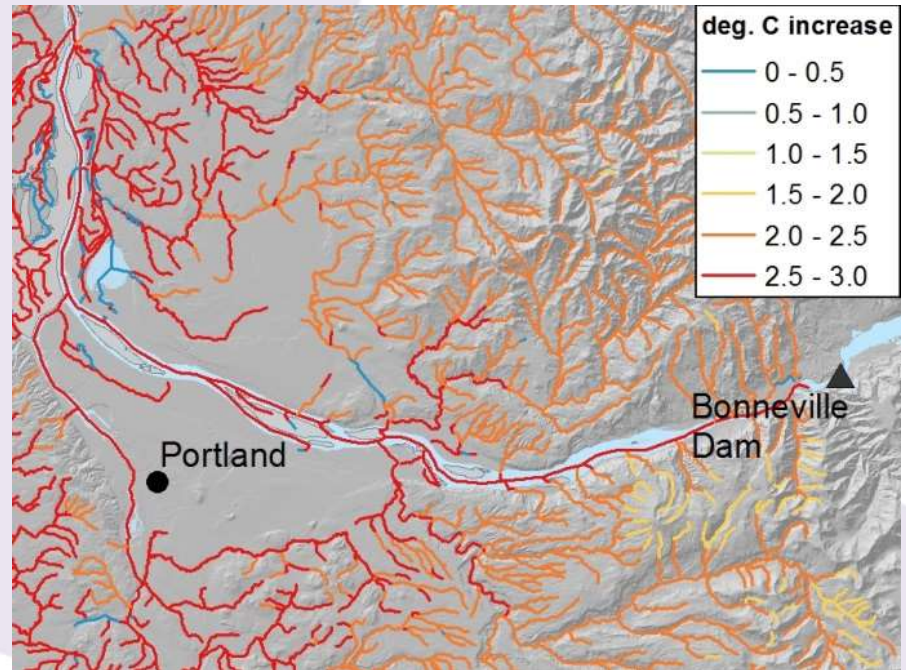 deg. C increase
0 - 0.5
0.5 - 1.0
1.0 - 1.5
1.5 - 2.0
2.0 - 2.5
2.5 - 3.0
Bonneville
Dam
Portland